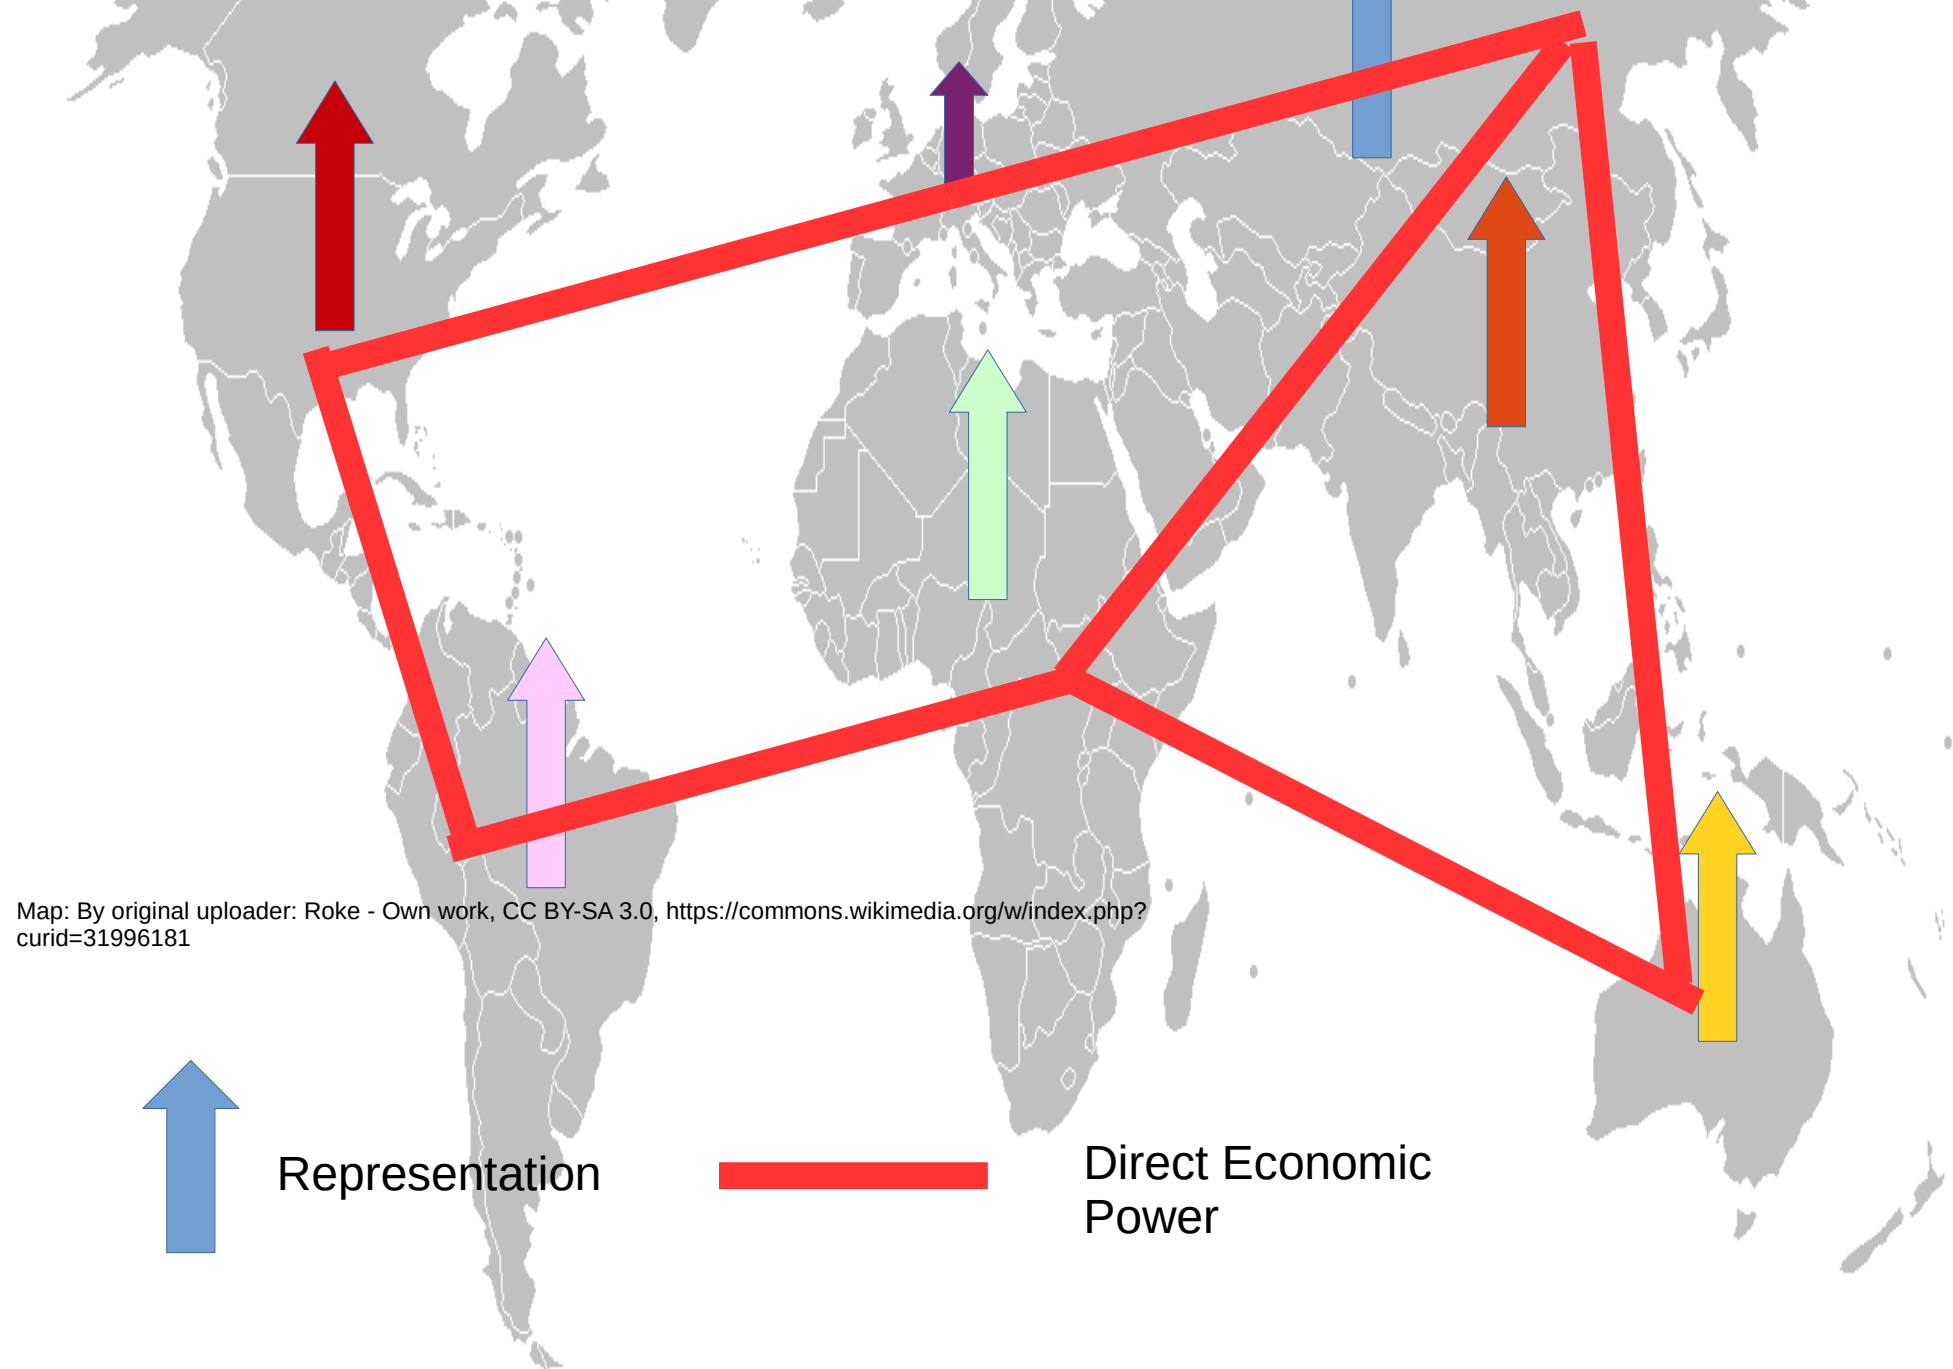 Map: By original uploader: Roke - Own work, CC BY-SA 3.0, https://commons.wikimedia.org/w/index.php?
curid=31996181
Representation
Direct Economic
Power